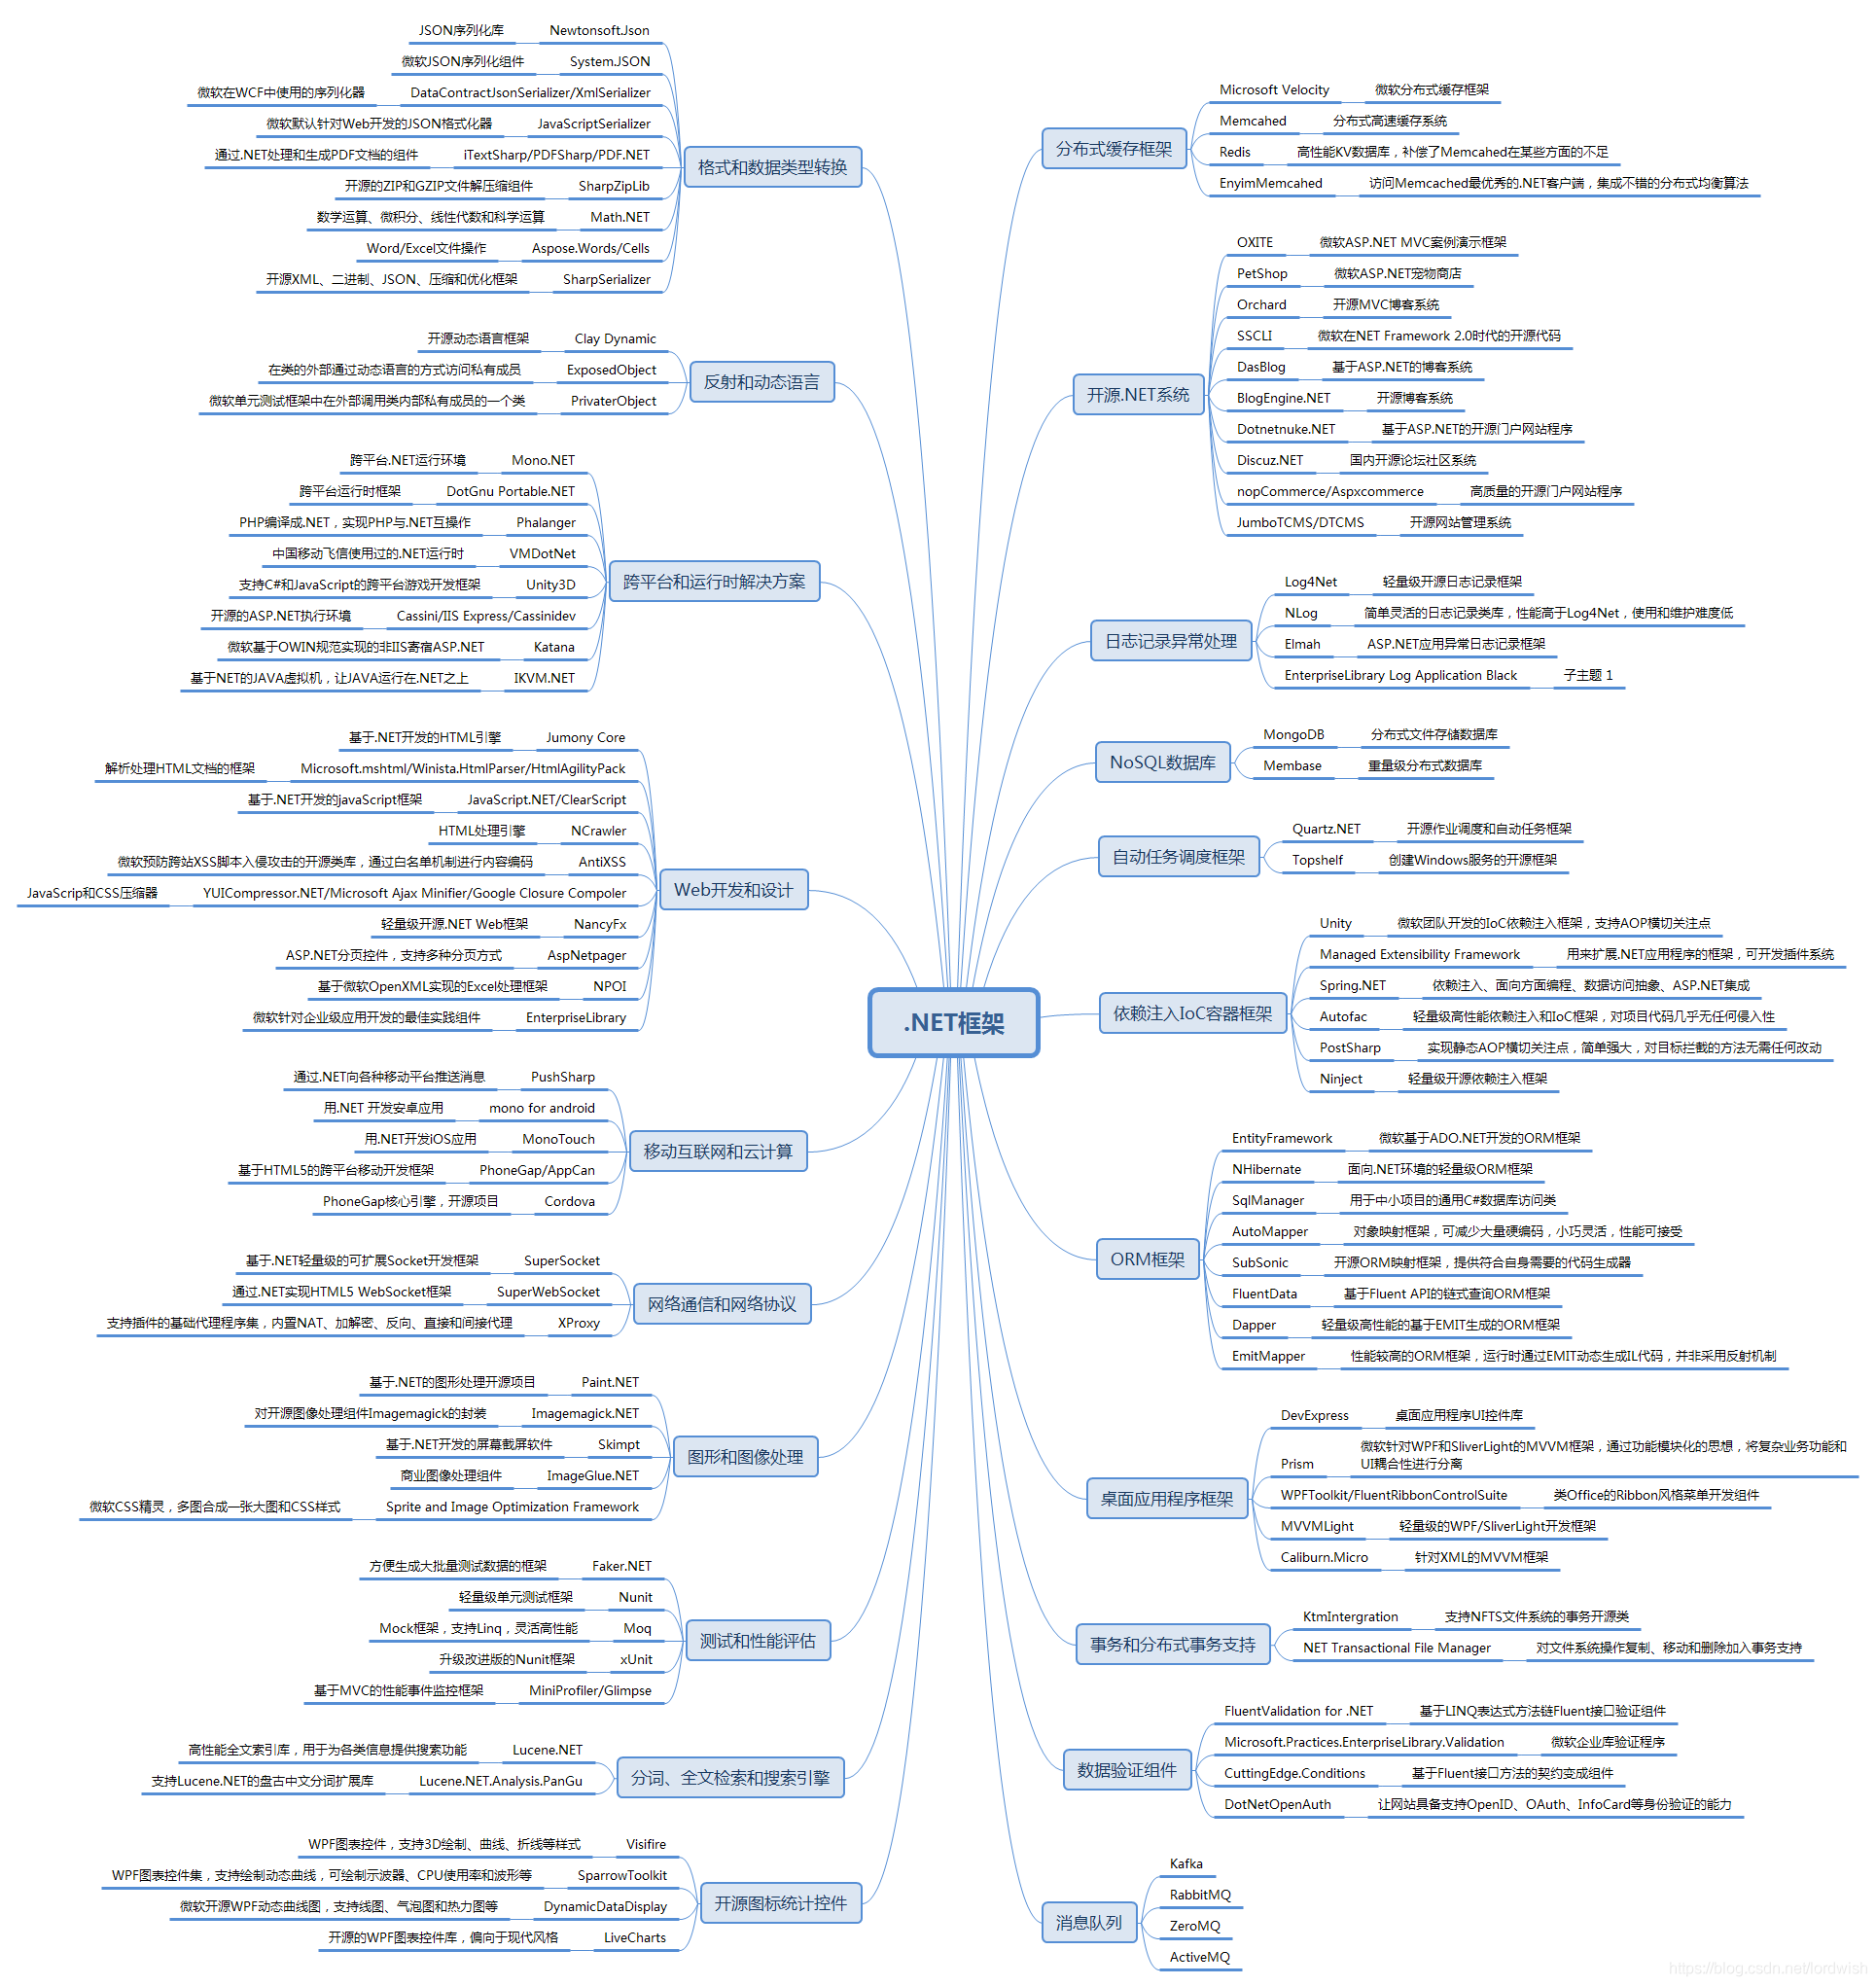 .NET框架
格式和数据类型转换
Newtonsoft.Json
JSON序列化库
System.JSON
微软JSON序列化组件
DataContractJsonSerializer/XmlSerializer
微软在WCF中使用的序列化器
JavaScriptSerializer
微软默认针对Web开发的JSON格式化器
iTextSharp/PDFSharp/PDF.NET
通过.NET处理和生成PDF文档的组件
SharpZipLib
开源的ZIP和GZIP文件解压缩组件
Math.NET
数学运算、微积分、线性代数和科学运算
Aspose.Words/Cells
Word/Excel文件操作
SharpSerializer
开源XML、二进制、JSON、压缩和优化框架
反射和动态语言
Clay Dynamic
开源动态语言框架
ExposedObject
在类的外部通过动态语言的方式访问私有成员
PrivaterObject
微软单元测试框架中在外部调用类内部私有成员的一个类
跨平台和运行时解决方案
Mono.NET
跨平台.NET运行环境
DotGnu Portable.NET
跨平台运行时框架
Phalanger
PHP编译成.NET，实现PHP与.NET互操作
VMDotNet
中国移动飞信使用过的.NET运行时
Unity3D
支持C#和JavaScript的跨平台游戏开发框架
Cassini/IIS Express/Cassinidev
开源的ASP.NET执行环境
Katana
微软基于OWIN规范实现的非IIS寄宿ASP.NET
IKVM.NET
基于NET的JAVA虚拟机，让JAVA运行在.NET之上
Web开发和设计
Jumony Core
基于.NET开发的HTML引擎
Microsoft.mshtml/Winista.HtmlParser/HtmlAgilityPack
解析处理HTML文档的框架
JavaScript.NET/ClearScript
基于.NET开发的javaScript框架
NCrawler
HTML处理引擎
AntiXSS
微软预防跨站XSS脚本入侵攻击的开源类库，通过白名单机制进行内容编码
YUICompressor.NET/Microsoft Ajax Minifier/Google Closure Compoler
JavaScrip和CSS压缩器
NancyFx
轻量级开源.NET Web框架
AspNetpager
ASP.NET分页控件，支持多种分页方式
NPOI
基于微软OpenXML实现的Excel处理框架
EnterpriseLibrary
微软针对企业级应用开发的最佳实践组件
移动互联网和云计算
PushSharp
通过.NET向各种移动平台推送消息
mono for android
用.NET 开发安卓应用
MonoTouch
用.NET开发iOS应用
PhoneGap/AppCan
基于HTML5的跨平台移动开发框架
Cordova
PhoneGap核心引擎，开源项目
网络通信和网络协议
SuperSocket
基于.NET轻量级的可扩展Socket开发框架
SuperWebSocket
通过.NET实现HTML5 WebSocket框架
XProxy
支持插件的基础代理程序集，内置NAT、加解密、反向、直接和间接代理
图形和图像处理
Paint.NET
基于.NET的图形处理开源项目
Imagemagick.NET
对开源图像处理组件Imagemagick的封装
Skimpt
基于.NET开发的屏幕截屏软件
ImageGlue.NET
商业图像处理组件
Sprite and Image Optimization Framework
微软CSS精灵，多图合成一张大图和CSS样式
测试和性能评估
Faker.NET
方便生成大批量测试数据的框架
Nunit
轻量级单元测试框架
Moq
Mock框架，支持Linq，灵活高性能
xUnit
升级改进版的Nunit框架
MiniProfiler/Glimpse
基于MVC的性能事件监控框架
分词、全文检索和搜索引擎
Lucene.NET
高性能全文索引库，用于为各类信息提供搜索功能
Lucene.NET.Analysis.PanGu
支持Lucene.NET的盘古中文分词扩展库
开源图标统计控件
Visifire
WPF图表控件，支持3D绘制、曲线、折线等样式
SparrowToolkit
WPF图表控件集，支持绘制动态曲线，可绘制示波器、CPU使用率和波形等
DynamicDataDisplay
微软开源WPF动态曲线图，支持线图、气泡图和热力图等
LiveCharts
开源的WPF图表控件库，偏向于现代风格
分布式缓存框架
Microsoft Velocity
微软分布式缓存框架
Memcahed
分布式高速缓存系统
Redis
高性能KV数据库，补偿了Memcahed在某些方面的不足
EnyimMemcahed
访问Memcached最优秀的.NET客户端，集成不错的分布式均衡算法
开源.NET系统
OXITE
微软ASP.NET MVC案例演示框架
PetShop
微软ASP.NET宠物商店
Orchard
开源MVC博客系统
SSCLI
微软在NET Framework 2.0时代的开源代码
DasBlog
基于ASP.NET的博客系统
BlogEngine.NET
开源博客系统
Dotnetnuke.NET
基于ASP.NET的开源门户网站程序
Discuz.NET
国内开源论坛社区系统
nopCommerce/Aspxcommerce
高质量的开源门户网站程序
JumboTCMS/DTCMS
开源网站管理系统
日志记录异常处理
Log4Net
轻量级开源日志记录框架
NLog
简单灵活的日志记录类库，性能高于Log4Net，使用和维护难度低
Elmah
ASP.NET应用异常日志记录框架
EnterpriseLibrary Log Application Black
子主题 1
NoSQL数据库
MongoDB
分布式文件存储数据库
Membase
重量级分布式数据库
自动任务调度框架
Quartz.NET
开源作业调度和自动任务框架
Topshelf
创建Windows服务的开源框架
依赖注入IoC容器框架
Unity
微软团队开发的IoC依赖注入框架，支持AOP横切关注点
Managed Extensibility Framework
用来扩展.NET应用程序的框架，可开发插件系统
Spring.NET
依赖注入、面向方面编程、数据访问抽象、ASP.NET集成
Autofac
轻量级高性能依赖注入和IoC框架，对项目代码几乎无任何侵入性
PostSharp
实现静态AOP横切关注点，简单强大，对目标拦截的方法无需任何改动
Ninject
轻量级开源依赖注入框架
ORM框架
EntityFramework
微软基于ADO.NET开发的ORM框架
NHibernate
面向.NET环境的轻量级ORM框架
SqlManager
用于中小项目的通用C#数据库访问类
AutoMapper
对象映射框架，可减少大量硬编码，小巧灵活，性能可接受
SubSonic
开源ORM映射框架，提供符合自身需要的代码生成器
FluentData
基于Fluent API的链式查询ORM框架
Dapper
轻量级高性能的基于EMIT生成的ORM框架
EmitMapper
性能较高的ORM框架，运行时通过EMIT动态生成IL代码，并非采用反射机制
桌面应用程序框架
DevExpress
桌面应用程序UI控件库
Prism
微软针对WPF和SliverLight的MVVM框架，通过功能模块化的思想，将复杂业务功能和
UI耦合性进行分离
WPFToolkit/FluentRibbonControlSuite
类Office的Ribbon风格菜单开发组件
MVVMLight
轻量级的WPF/SliverLight开发框架
Caliburn.Micro
针对XML的MVVM框架
事务和分布式事务支持
KtmIntergration
支持NFTS文件系统的事务开源类
NET Transactional File Manager
对文件系统操作复制、移动和删除加入事务支持
数据验证组件
FluentValidation for .NET
基于LINQ表达式方法链Fluent接口验证组件
Microsoft.Practices.EnterpriseLibrary.Validation
微软企业库验证程序
CuttingEdge.Conditions
基于Fluent接口方法的契约变成组件
DotNetOpenAuth
让网站具备支持OpenID、OAuth、InfoCard等身份验证的能力
消息队列
Kafka
RabbitMQ
ZeroMQ
ActiveMQ
https://blog.csdn.net/lordwish